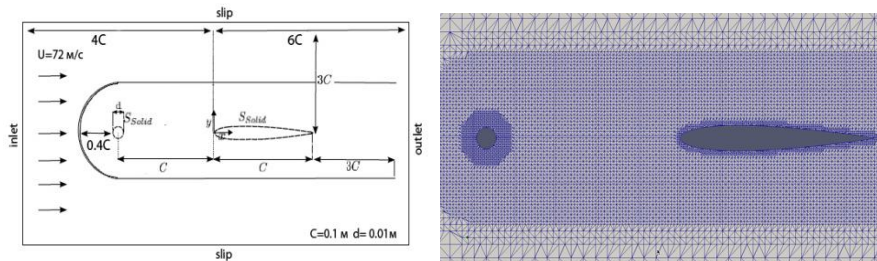 slip
4C
6C
U=72 м/с
3C
d
S_Solid
y
S_Solid
inlet
0.4C
outlet
C
C
3C
C=0.1 м d= 0.01м
slip